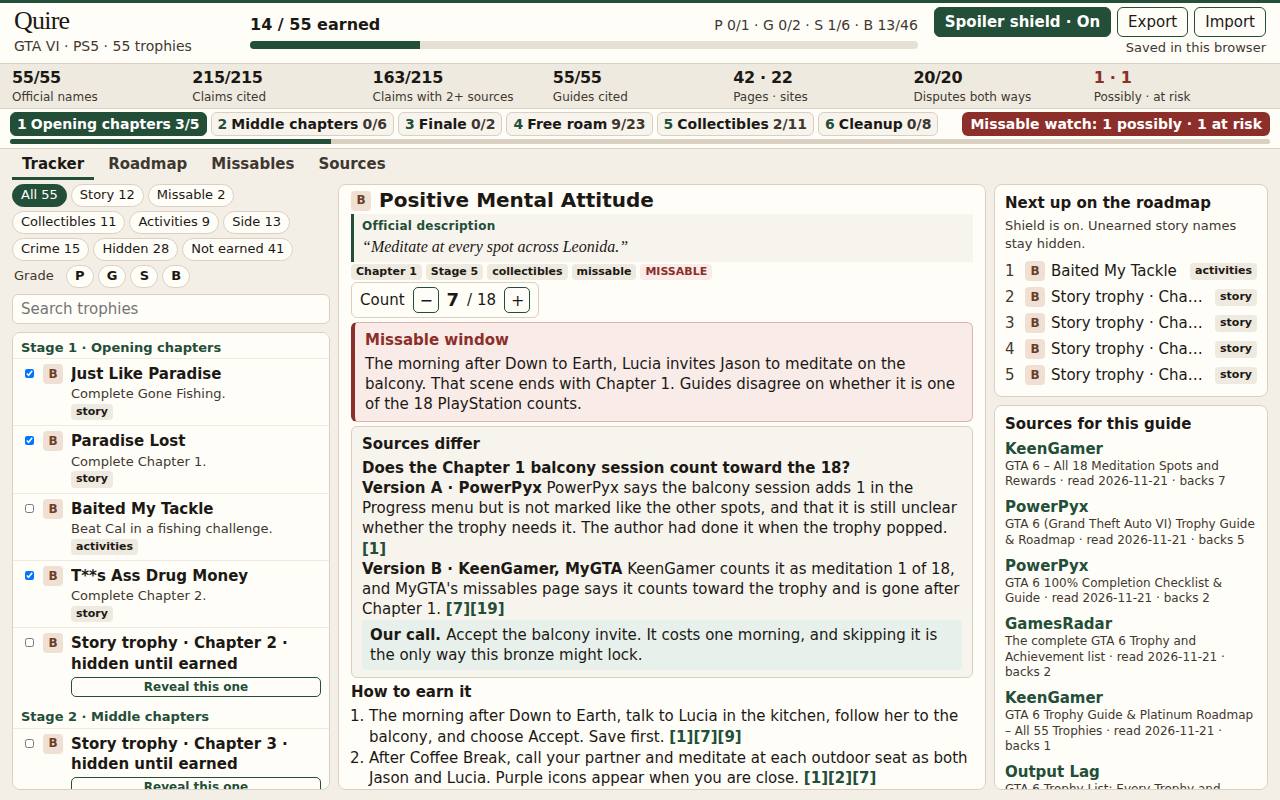 Quire
GTA VI · PS5 · 55 trophies
14 / 55 earned
P 0/1 · G 0/2 · S 1/6 · B 13/46
Spoiler shield · On
Export
Import
Saved in this browser
55/55
Official names
215/215
Claims cited
163/215
Claims with 2+ sources
55/55
Guides cited
42 · 22
Pages · sites
20/20
Disputes both ways
1 · 1
Possibly · at risk
1 Opening chapters 3/5
2 Middle chapters 0/6
3 Finale 0/2
4 Free roam 9/23
5 Collectibles 2/11
6 Cleanup 0/8
Missable watch: 1 possibly · 1 at risk
Tracker
Roadmap
Missables
Sources
All 55
Story 12
Missable 2
Collectibles 11
Activities 9
Side 13
Crime 15
Hidden 28
Not earned 41
Grade
P
G
S
B
Search trophies
Stage 1 · Opening chapters
B Just Like Paradise
Complete Gone Fishing.
story
B Paradise Lost
Complete Chapter 1.
story
B Baited My Tackle
Beat Cal in a fishing challenge.
activities
B T**s Ass Drug Money
Complete Chapter 2.
story
B Story trophy · Chapter 2 ·
hidden until earned
Reveal this one
Stage 2 · Middle chapters
B Story trophy · Chapter 3 ·
hidden until earned
Reveal this one
B Positive Mental Attitude
Official description
“Meditate at every spot across Leonida.”
Chapter 1 Stage 5 collectibles missable MISSABLE
Count − 7 / 18 +
Missable window
The morning after Down to Earth, Lucia invites Jason to meditate on the
balcony. That scene ends with Chapter 1. Guides disagree on whether it is one
of the 18 PlayStation counts.
Sources differ
Does the Chapter 1 balcony session count toward the 18?
Version A · PowerPyx PowerPyx says the balcony session adds 1 in the
Progress menu but is not marked like the other spots, and that it is still unclear
whether the trophy needs it. The author had done it when the trophy popped.
[1]
Version B · KeenGamer, MyGTA KeenGamer counts it as meditation 1 of 18,
and MyGTA's missables page says it counts toward the trophy and is gone after
Chapter 1. [7][19]
Our call. Accept the balcony invite. It costs one morning, and skipping it is
the only way this bronze might lock.
How to earn it
1. The morning after Down to Earth, talk to Lucia in the kitchen, follow her to the
balcony, and choose Accept. Save first. [1][7][9]
2. After Coffee Break, call your partner and meditate at each outdoor seat as both
Jason and Lucia. Purple icons appear when you are close. [1][2][7]
Next up on the roadmap
Shield is on. Unearned story names
stay hidden.
1 B Baited My Tackle activities
2 B Story trophy · Cha… story
3 B Story trophy · Cha… story
4 B Story trophy · Cha… story
5 B Story trophy · Cha… story
Sources for this guide
KeenGamer
GTA 6 – All 18 Meditation Spots and
Rewards · read 2026-11-21 · backs 7
PowerPyx
GTA 6 (Grand Theft Auto VI) Trophy Guide
& Roadmap · read 2026-11-21 · backs 5
PowerPyx
GTA 6 100% Completion Checklist &
Guide · read 2026-11-21 · backs 2
GamesRadar
The complete GTA 6 Trophy and
Achievement list · read 2026-11-21 ·
backs 2
KeenGamer
GTA 6 Trophy Guide & Platinum Roadmap
– All 55 Trophies · read 2026-11-21 ·
backs 1
Output Lag
GTA 6 Trophy List: Every Trophy and